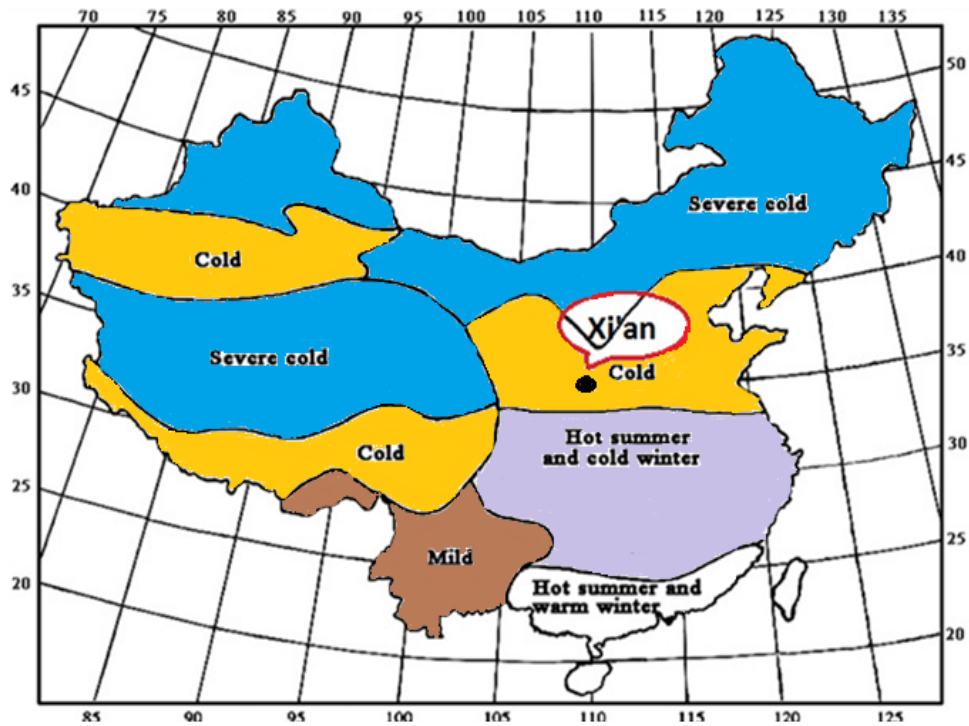 70 75 80 85 90 95 100 105 110 115 120 125 130 135
50
45
45
Severe cold
40
Cold
40
35
Xi'an
35
Severe cold
Cold
30
Hot summer
and cold winter
30
Cold
25
25
Mild
20
Hot summer and
warm winter
20
85 90 95 100 105 110 115 120 125